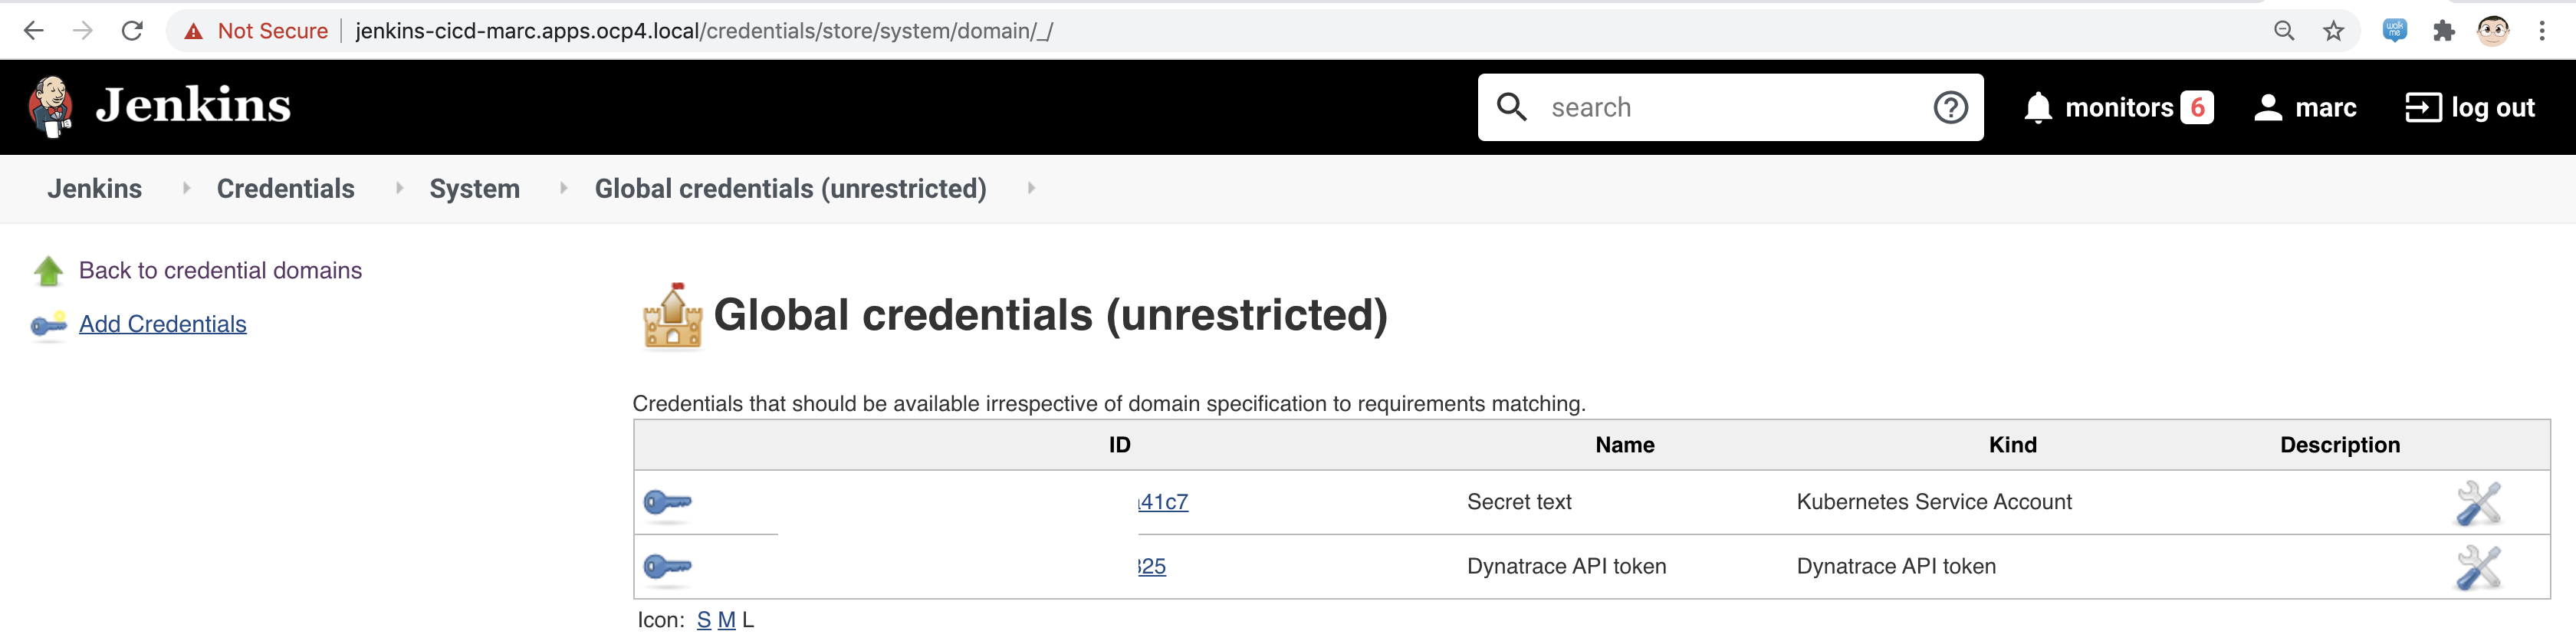 Not Secure jenkins-cicd-marc.apps.ocp4.local/credentials/store/system/domain/_/
Jenkins search monitors 6 marc log out
Jenkins Credentials System Global credentials (unrestricted)
Back to credential domains
Add Credentials
Global credentials (unrestricted)
Credentials that should be available irrespective of domain specification to requirements matching.
ID Name Kind Description
41c7 Secret text Kubernetes Service Account
25 Dynatrace API token Dynatrace API token
Icon: S M L